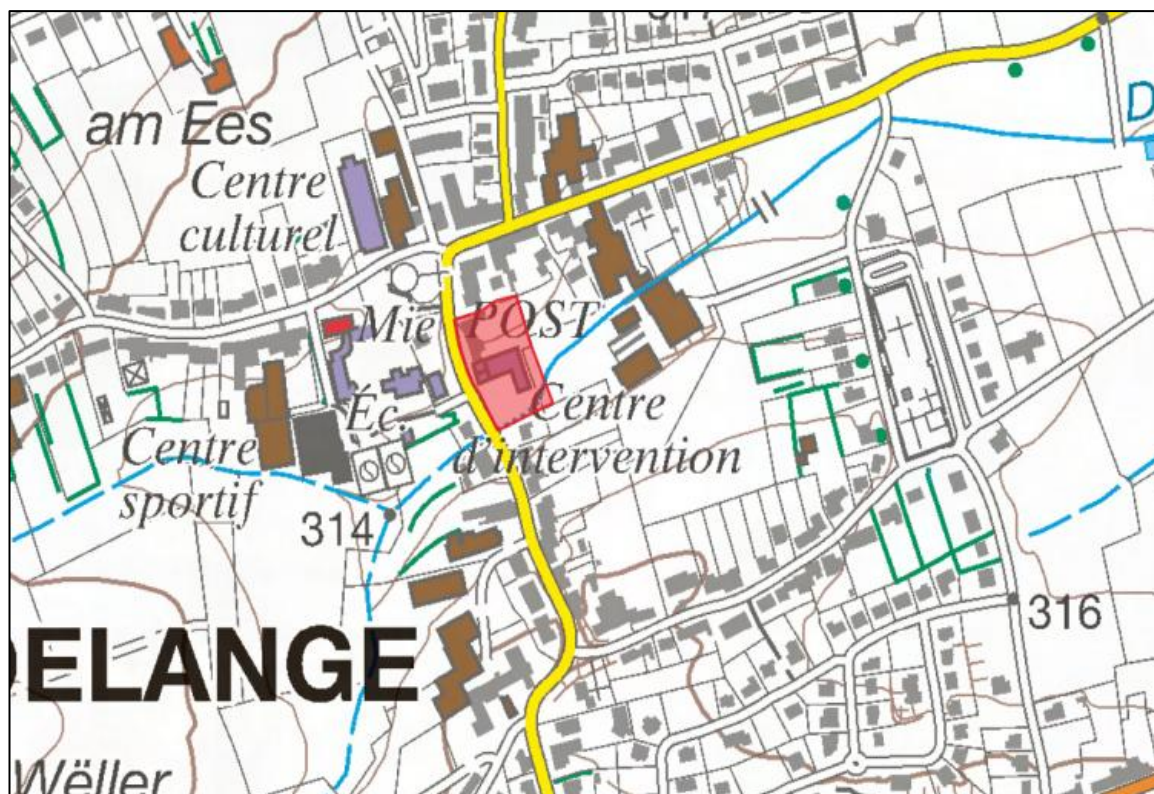 am Ees
Centre
culturel
D
Mie
POST
Éc.
Centre
d'intervention
Centre
sportif
314
316
DELANGE
Wëller